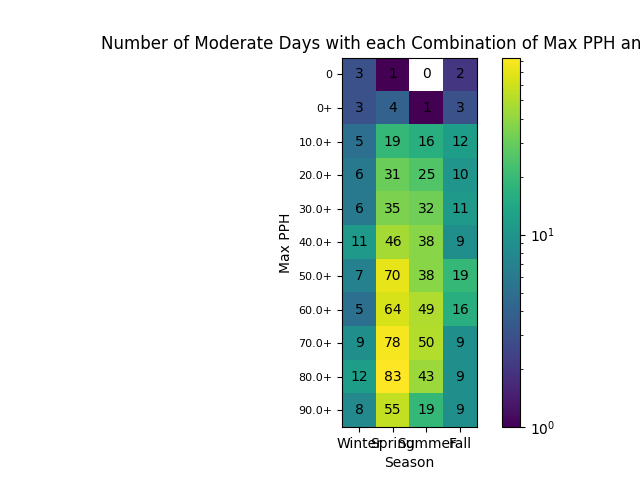 Number of Moderate Days with each Combination of Max PPH an
0 3 1 0 2
0+ 3 4 1 3
10.0+ 5 19 16 12
20.0+ 6 31 25 10
30.0+ 6 35 32 11
40.0+ 11 46 38 9
50.0+ 7 70 38 19
60.0+ 5 64 49 16
70.0+ 9 78 50 9
80.0+ 12 83 43 9
90.0+ 8 55 19 9
Max PPH
Winter Spring Summer Fall
Season
10¹
10⁰